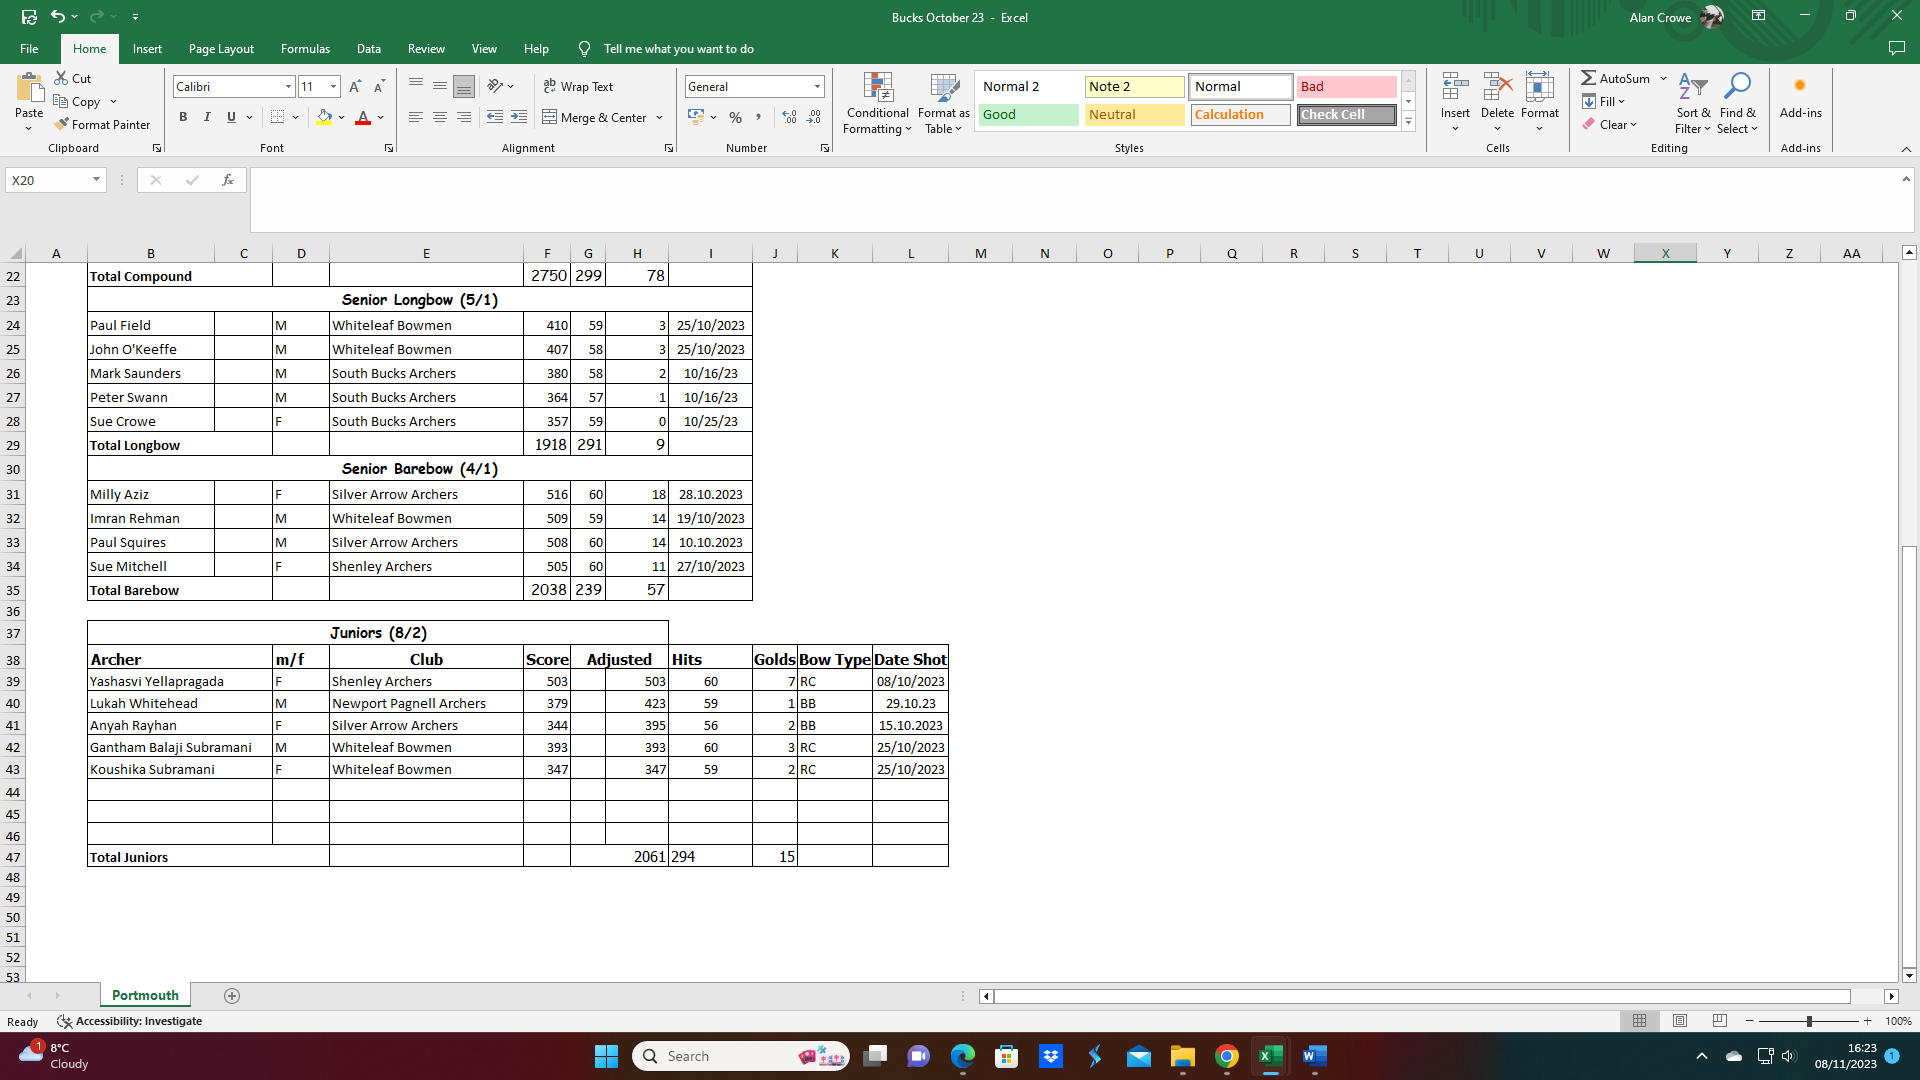 Bucks October 23 - Excel
Alan Crowe
File Home Insert Page Layout Formulas Data Review View Help Tell me what you want to do
Paste
Cut
Copy
Format Painter
Clipboard
Calibri 11
B I U
Font
Wrap Text
Merge & Center
Alignment
General
Number
Conditional Formatting
Format as Table
Normal 2 Note 2 Normal Bad
Good Neutral Calculation Check Cell
Styles
Insert Delete Format
Cells
AutoSum
Fill
Clear
Sort & Filter
Find & Select
Editing
Add-ins
Add-ins
X20
fx
A B C D E F G H I J K L M N O P Q R S T U V W X Y Z AA
22 Total Compound 2750 299 78
23 Senior Longbow (5/1)
24 Paul Field M Whiteleaf Bowmen 410 59 3 25/10/2023
25 John O'Keeffe M Whiteleaf Bowmen 407 58 3 25/10/2023
26 Mark Saunders M South Bucks Archers 380 58 2 10/16/23
27 Peter Swann M South Bucks Archers 364 57 1 10/16/23
28 Sue Crowe F South Bucks Archers 357 59 0 10/25/23
29 Total Longbow 1918 291 9
30 Senior Barebow (4/1)
31 Milly Aziz F Silver Arrow Archers 516 60 18 28.10.2023
32 Imran Rehman M Whiteleaf Bowmen 509 59 14 19/10/2023
33 Paul Squires M Silver Arrow Archers 508 60 14 10.10.2023
34 Sue Mitchell F Shenley Archers 505 60 11 27/10/2023
35 Total Barebow 2038 239 57
36
37 Juniors (8/2)
38 Archer m/f Club Score Adjusted Hits Golds Bow Type Date Shot
39 Yashasvi Yellapragada F Shenley Archers 503 503 60 7 RC 08/10/2023
40 Lukah Whitehead M Newport Pagnell Archers 379 423 59 1 BB 29.10.23
41 Anyah Rayhan F Silver Arrow Archers 344 395 56 2 BB 15.10.2023
42 Gantham Balaji Subramani M Whiteleaf Bowmen 393 393 60 3 RC 25/10/2023
43 Koushika Subramani F Whiteleaf Bowmen 347 347 59 2 RC 25/10/2023
44
45
46
47 Total Juniors 2061 294 15
48
49
50
51
52
53
Portmouth
Ready Accessibility: Investigate 100%
1 8°C
Cloudy
Search
16:23
08/11/2023
1